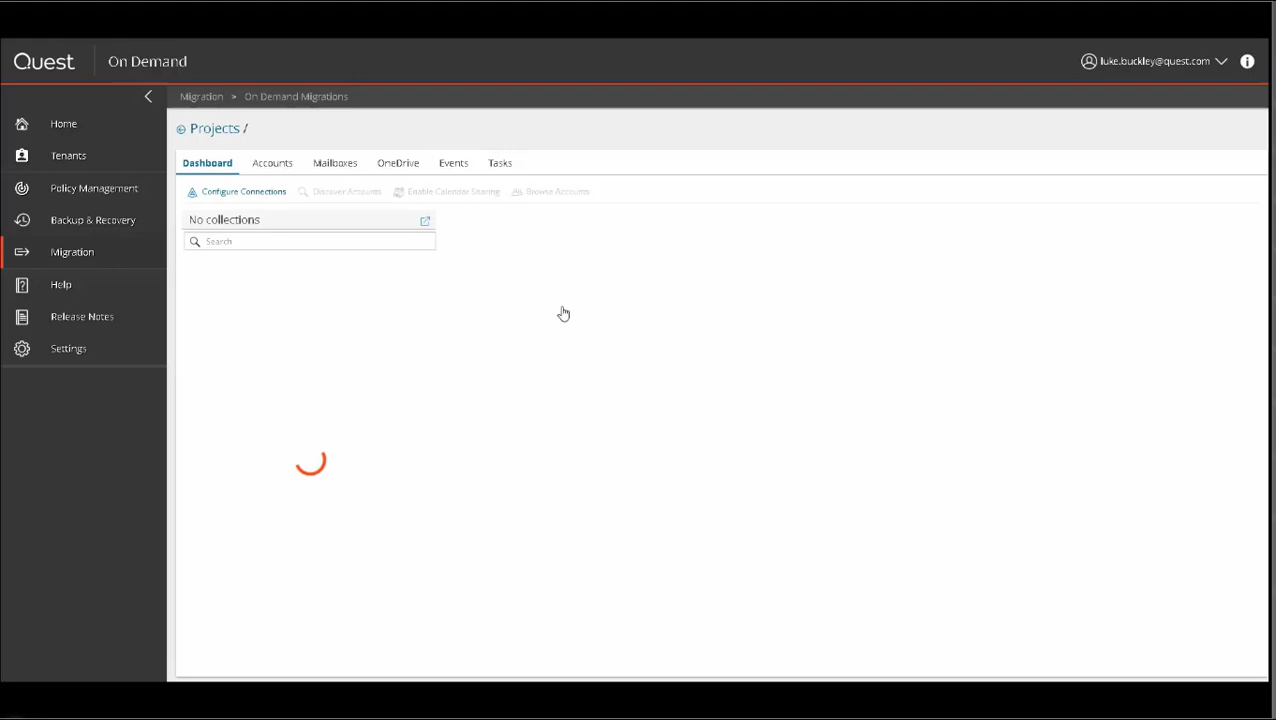 Quest On Demand luke.buckley@quest.com
Migration > On Demand Migrations
Home
Tenants
Policy Management
Backup & Recovery
Migration
Help
Release Notes
Settings
Projects /
Dashboard Accounts Mailboxes OneDrive Events Tasks
Configure Connections Discover Accounts Enable Calendar Sharing Browse Accounts
No collections
Search